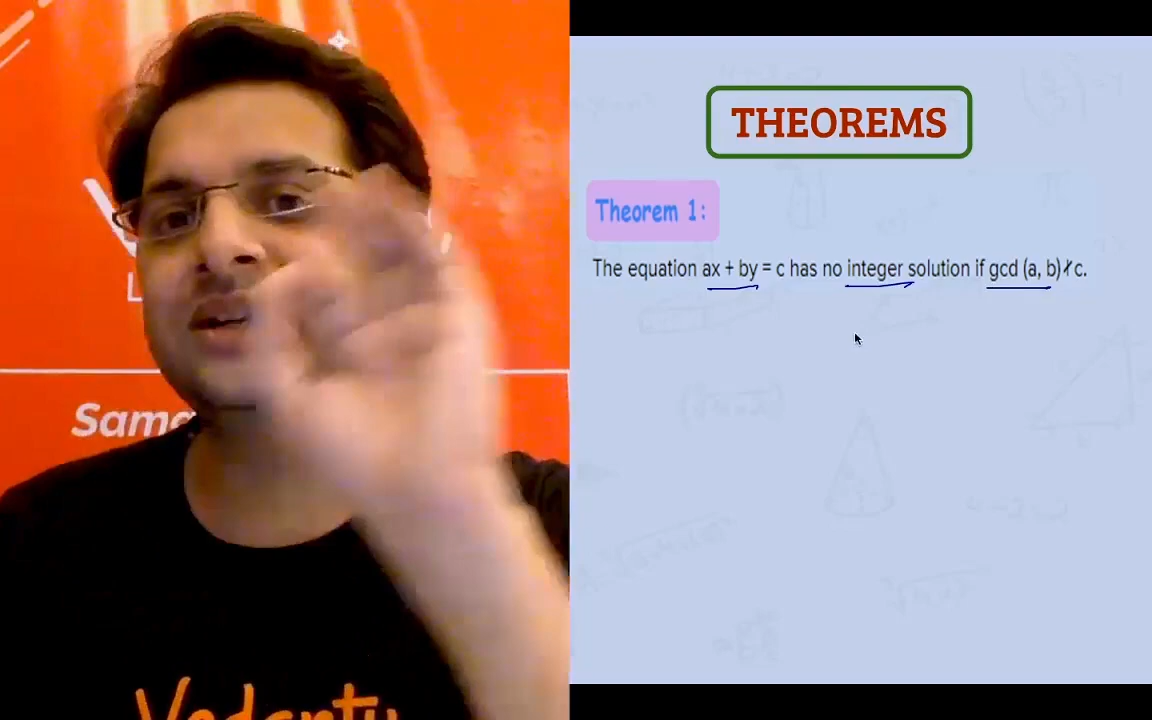 THEOREMS
Theorem 1:
The equation ax + by = c has no integer solution if gcd (a, b) ∤ c.